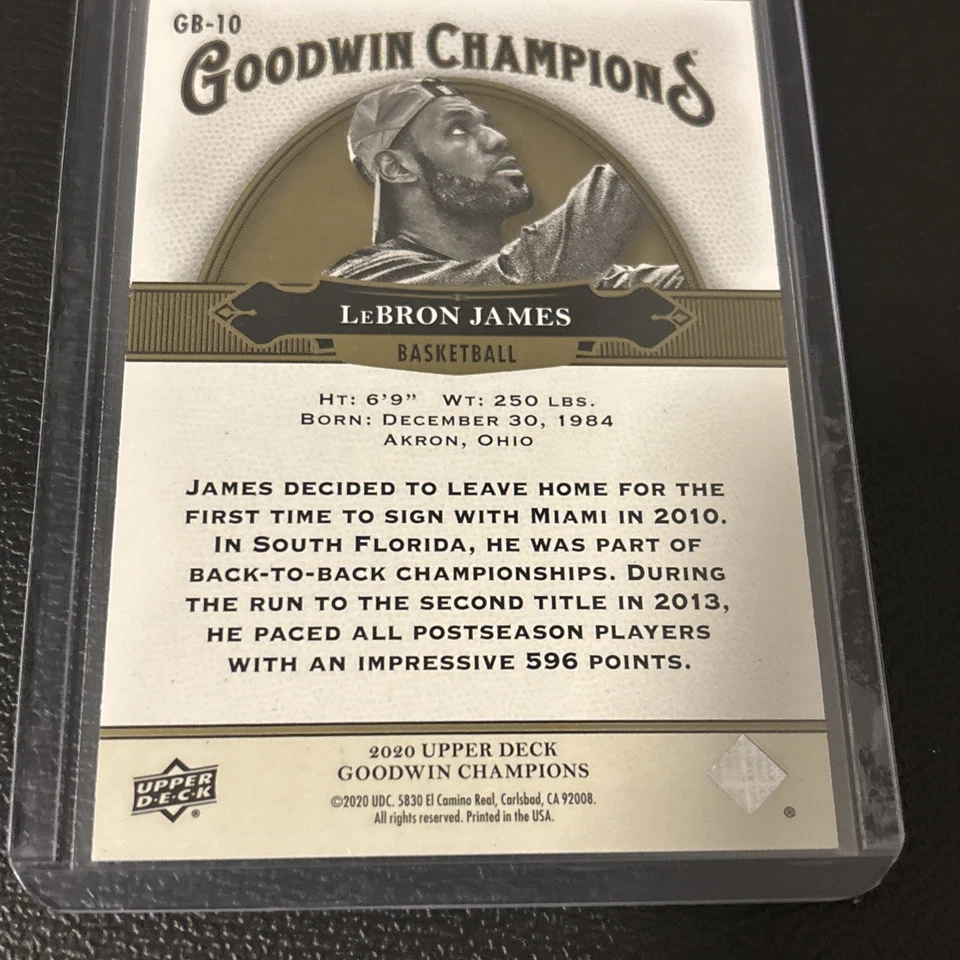 GB-10
GOODWIN CHAMPIONS
LEBRON JAMES
BASKETBALL
HT: 6'9" WT: 250 LBS.
BORN: DECEMBER 30, 1984
AKRON, OHIO
JAMES DECIDED TO LEAVE HOME FOR THE
FIRST TIME TO SIGN WITH MIAMI IN 2010.
IN SOUTH FLORIDA, HE WAS PART OF
BACK-TO-BACK CHAMPIONSHIPS. DURING
THE RUN TO THE SECOND TITLE IN 2013,
HE PACED ALL POSTSEASON PLAYERS
WITH AN IMPRESSIVE 596 POINTS.
2020 UPPER DECK
GOODWIN CHAMPIONS
©2020 UDC. 5830 El Camino Real, Carlsbad, CA 92008.
All rights reserved. Printed in the USA.
UPPER
D·E·C·K
®
®